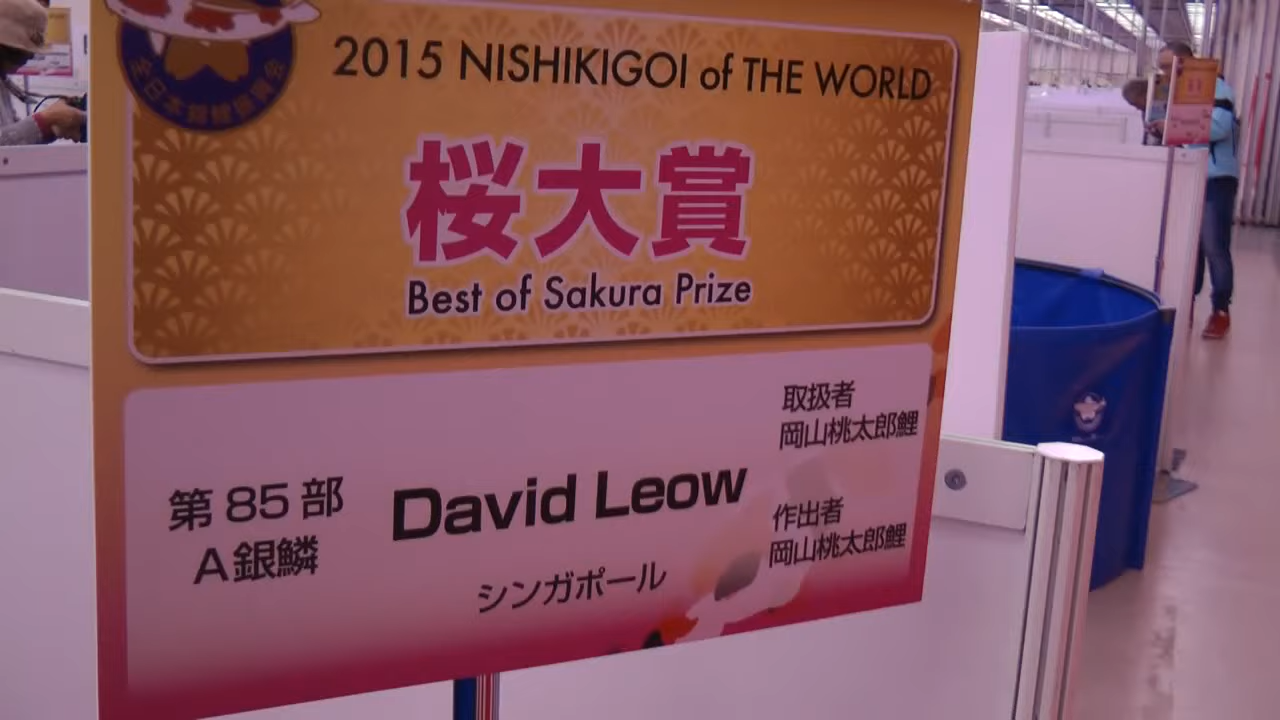 2015 NISHIKIGOI of THE WORLD
桜大賞
Best of Sakura Prize
取扱者
岡山桃太郎鯉
第85部
A銀鱗
David Leow
シンガポール
作出者
岡山桃太郎鯉